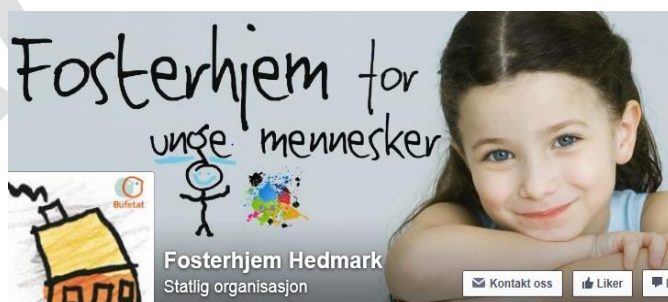 Fosterhjem for
unge mennesker
Bufetat
Fosterhjem Hedmark
Statlig organisasjon
Kontakt oss
Liker